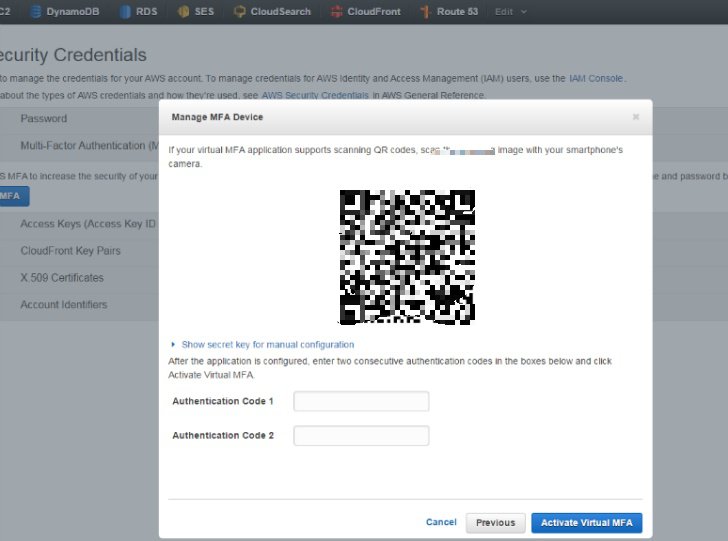 C2 DynamoDB RDS SES CloudSearch CloudFront Route 53 Edit
ecurity Credentials
to manage the credentials for your AWS account. To manage credentials for AWS Identity and Access Management (IAM) users, use the IAM Console.
about the types of AWS credentials and how they're used, see AWS Security Credentials in AWS General Reference.
Password
Multi-Factor Authentication (M
S MFA to increase the security of your
e and password b
MFA
Access Keys (Access Key ID
CloudFront Key Pairs
X.509 Certificates
Account Identifiers
Manage MFA Device
If your virtual MFA application supports scanning QR codes, image with your smartphone's
camera.
Show secret key for manual configuration
After the application is configured, enter two consecutive authentication codes in the boxes below and click
Activate Virtual MFA.
Authentication Code 1
Authentication Code 2
Cancel Previous Activate Virtual MFA